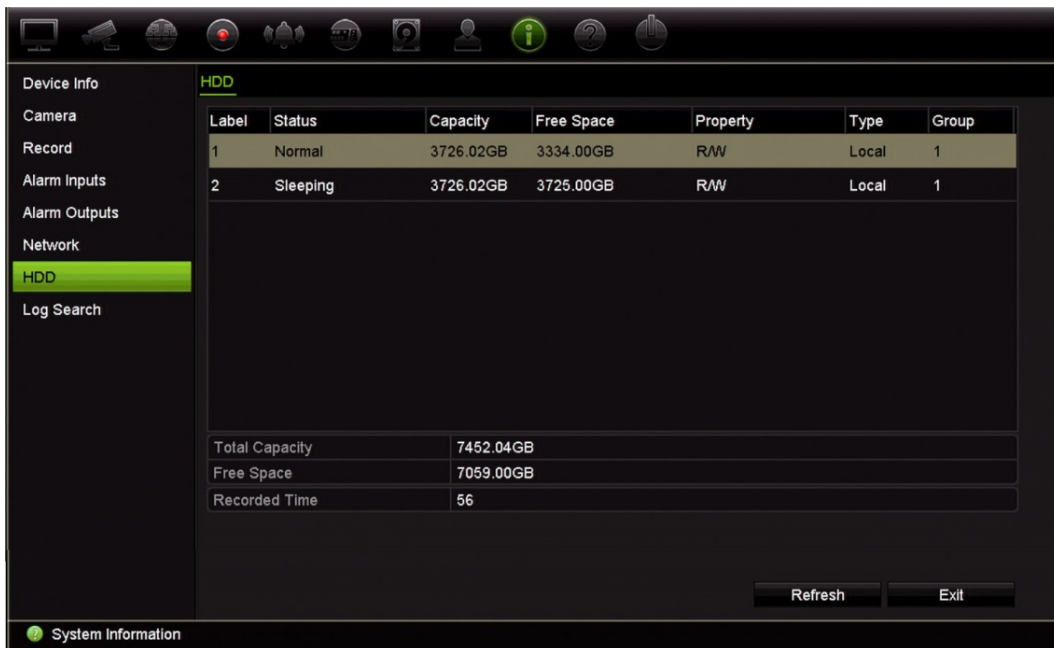 Device Info
Camera
Record
Alarm Inputs
Alarm Outputs
Network
HDD
Log Search
HDD
Label Status Capacity Free Space Property Type Group
1 Normal 3726.02GB 3334.00GB R/W Local 1
2 Sleeping 3726.02GB 3725.00GB R/W Local 1
Total Capacity 7452.04GB
Free Space 7059.00GB
Recorded Time 56
Refresh Exit
System Information